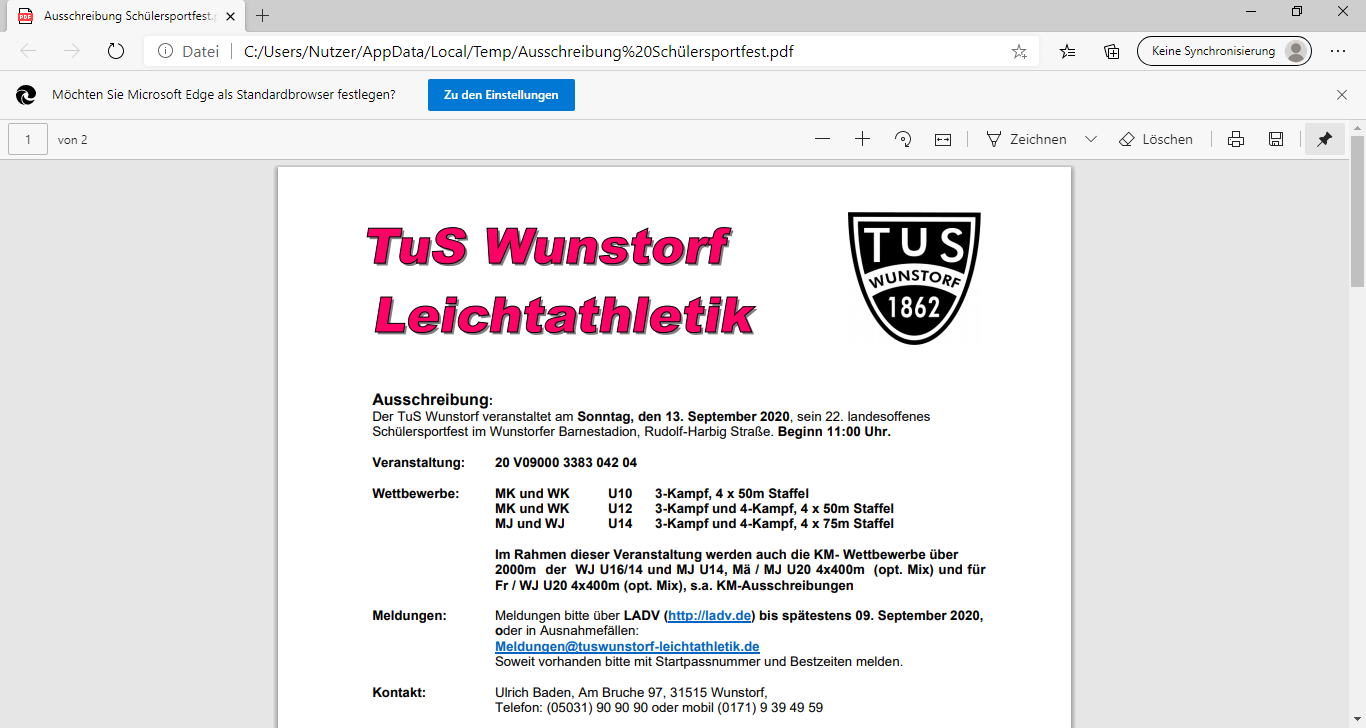 Ausschreibung Schülersportfest.
Datei C:/Users/Nutzer/AppData/Local/Temp/Ausschreibung%20Schülersportfest.pdf Keine Synchronisierung
Möchten Sie Microsoft Edge als Standardbrowser festlegen? Zu den Einstellungen
1 von 2 Zeichnen Löschen
TuS Wunstorf
Leichtathletik
TUS
WUNSTORF
1862
Ausschreibung:
Der TuS Wunstorf veranstaltet am Sonntag, den 13. September 2020, sein 22. landesoffenes
Schülersportfest im Wunstorfer Barnestadion, Rudolf-Harbig Straße. Beginn 11:00 Uhr.
Veranstaltung: 20 V09000 3383 042 04
Wettbewerbe: MK und WK U10 3-Kampf, 4 x 50m Staffel
MK und WK U12 3-Kampf und 4-Kampf, 4 x 50m Staffel
MJ und WJ U14 3-Kampf und 4-Kampf, 4 x 75m Staffel
Im Rahmen dieser Veranstaltung werden auch die KM- Wettbewerbe über
2000m der WJ U16/14 und MJ U14, Mä / MJ U20 4x400m (opt. Mix) und für
Fr / WJ U20 4x400m (opt. Mix), s.a. KM-Ausschreibungen
Meldungen: Meldungen bitte über LADV (http://ladv.de) bis spätestens 09. September 2020,
oder in Ausnahmefällen:
Meldungen@tuswunstorf-leichtathletik.de
Soweit vorhanden bitte mit Startpassnummer und Bestzeiten melden.
Kontakt: Ulrich Baden, Am Bruche 97, 31515 Wunstorf,
Telefon: (05031) 90 90 90 oder mobil (0171) 9 39 49 59